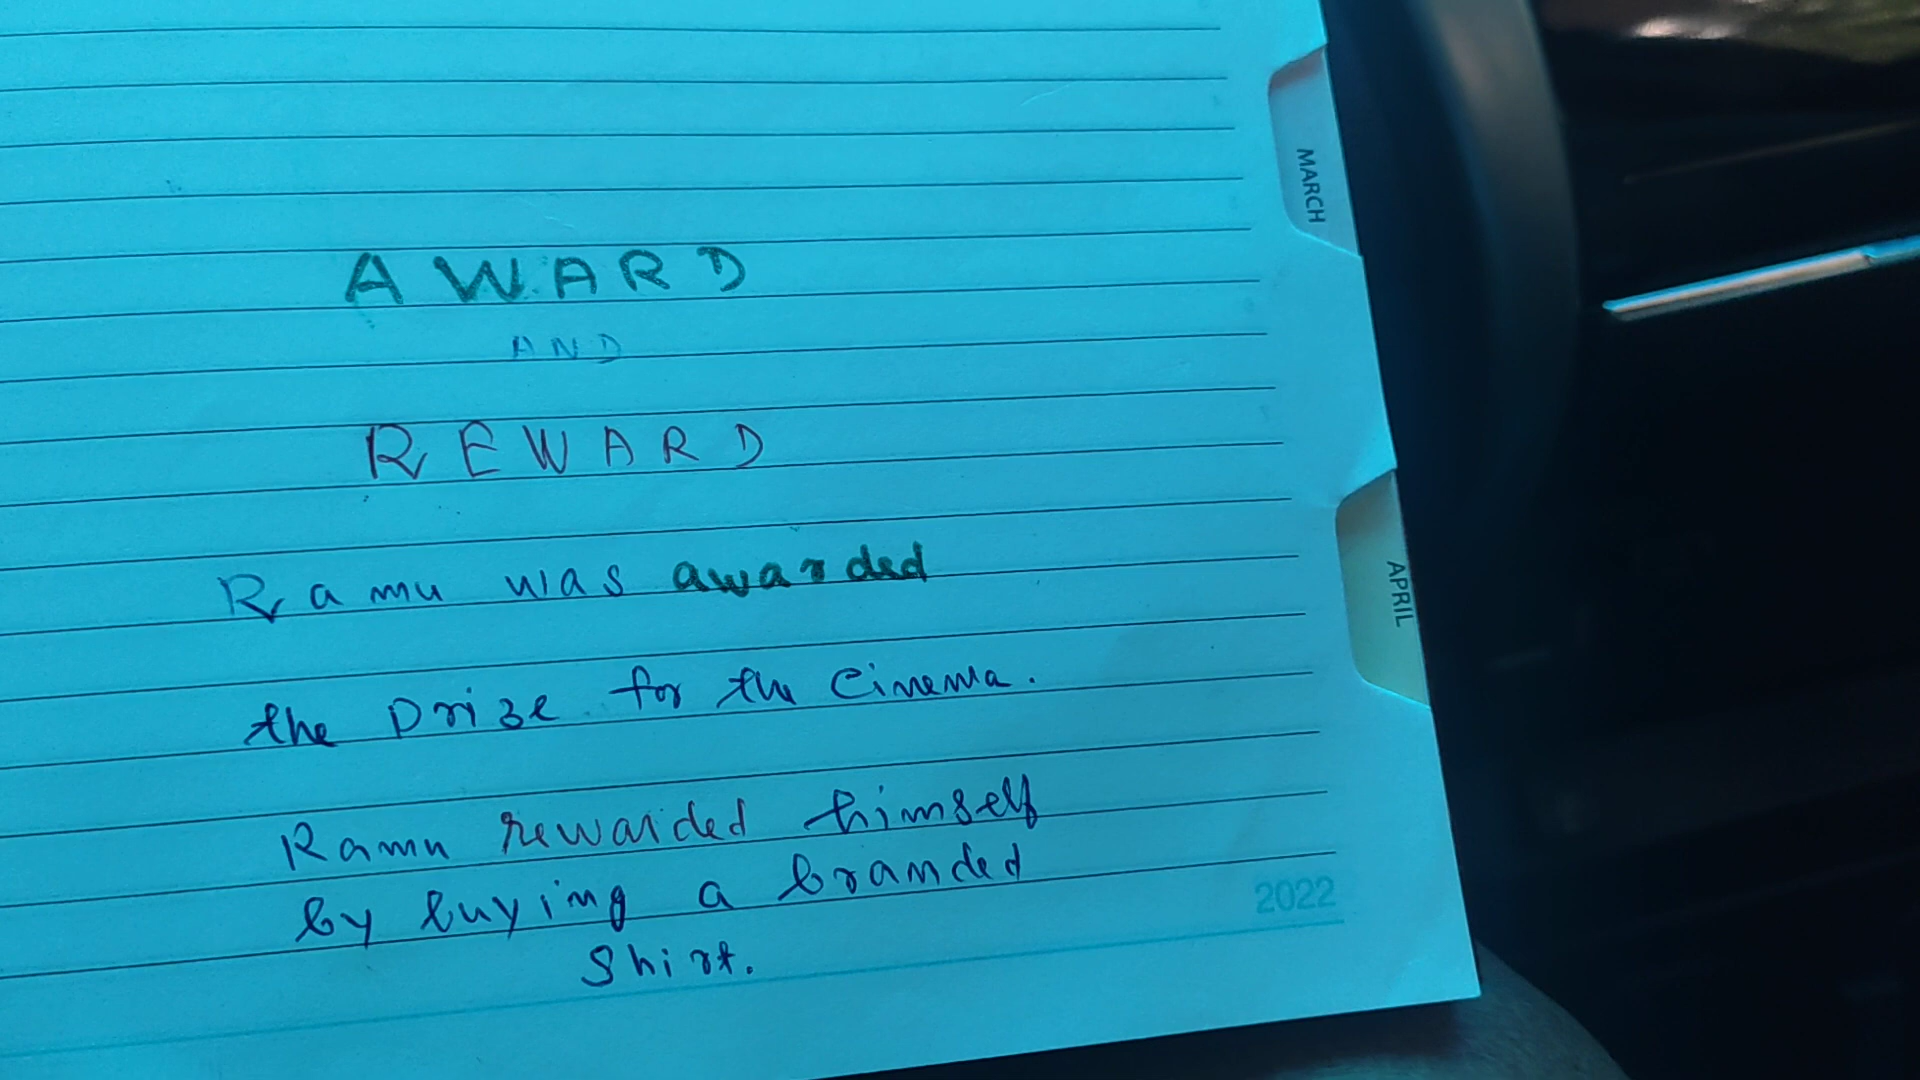 MARCH
AWARD
AND
REWARD
APRIL
Ramu was awarded
the Prize for the Cinema.
Ramu rewarded himself
by buying a branded
Shirt.
2022